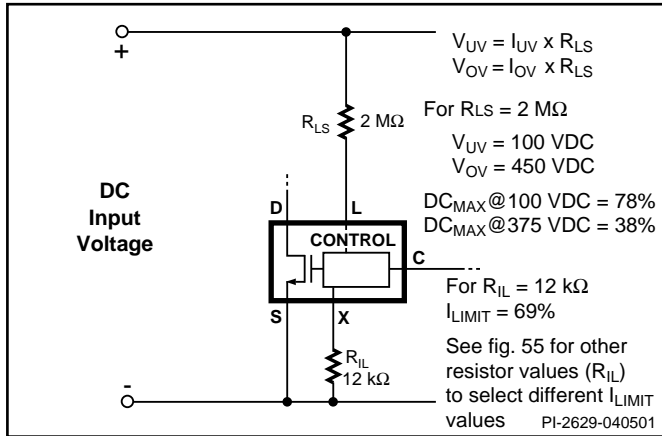 +
V_UV = I_UV x R_LS
V_OV = I_OV x R_LS
For R_LS = 2 MΩ
R_LS
2 MΩ
V_UV = 100 VDC
V_OV = 450 VDC
DC
Input
Voltage
DC_MAX@100 VDC = 78%
DC_MAX@375 VDC = 38%
D
L
CONTROL
C
S
X
For R_IL = 12 kΩ
I_LIMIT = 69%
R_IL
12 kΩ
See fig. 55 for other
resistor values (R_IL)
to select different I_LIMIT
values
-
PI-2629-040501